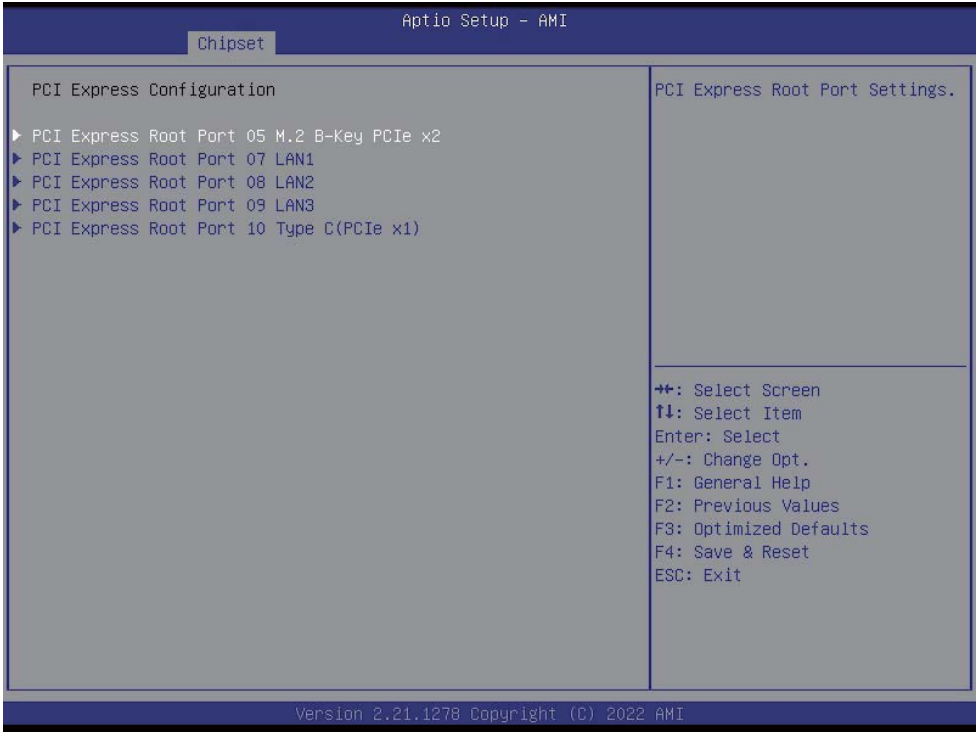 Aptio Setup – AMI
Chipset
PCI Express Configuration
▶ PCI Express Root Port 05 M.2 B-Key PCIe x2
▶ PCI Express Root Port 07 LAN1
▶ PCI Express Root Port 08 LAN2
▶ PCI Express Root Port 09 LAN3
▶ PCI Express Root Port 10 Type C(PCIe x1)
PCI Express Root Port Settings.
→←: Select Screen
↑↓: Select Item
Enter: Select
+/-: Change Opt.
F1: General Help
F2: Previous Values
F3: Optimized Defaults
F4: Save & Reset
ESC: Exit
Version 2.21.1278 Copyright (C) 2022 AMI